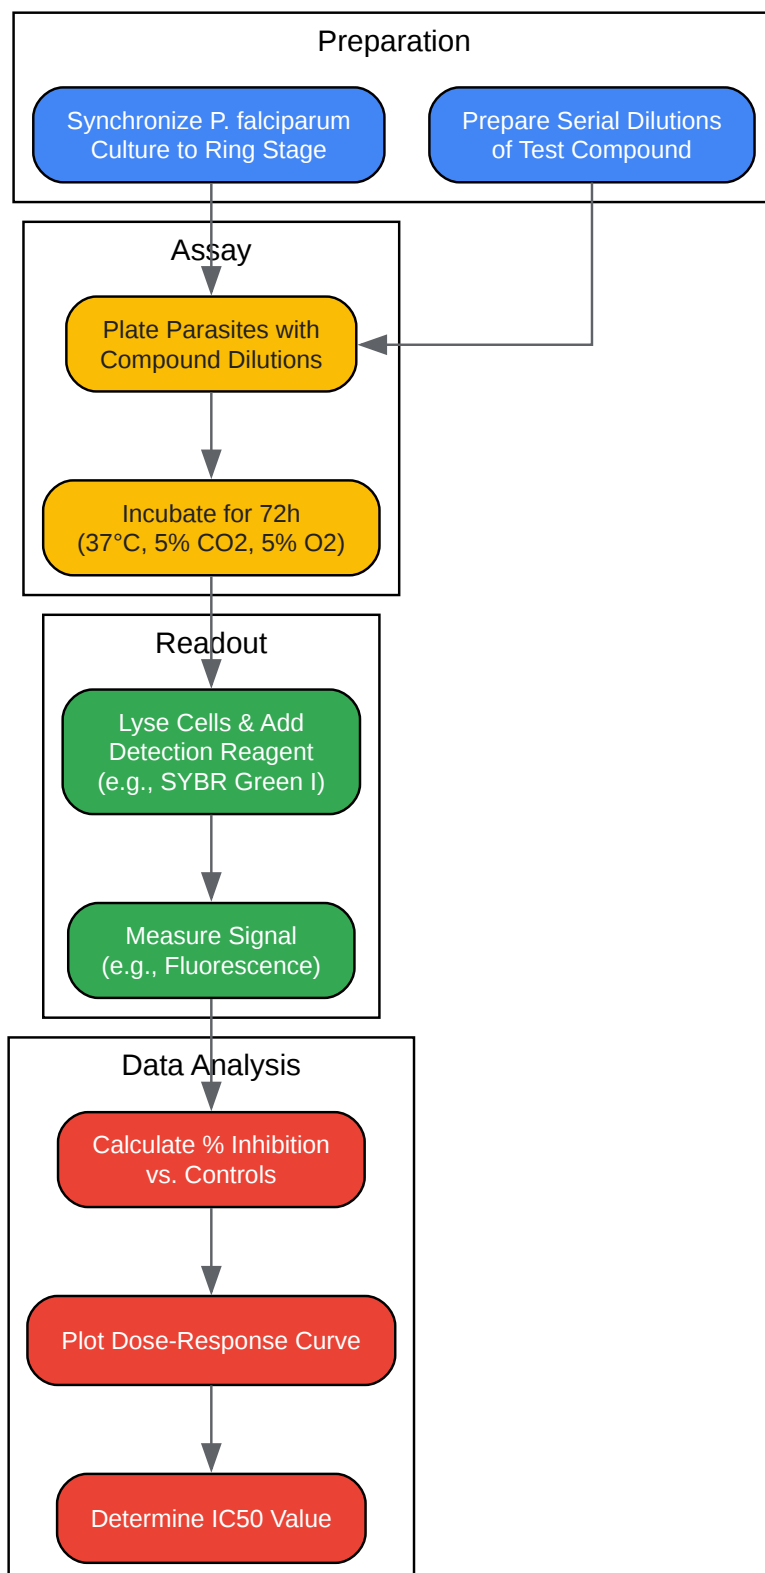 Preparation
Synchronize P. falciparum
Culture to Ring Stage
Prepare Serial Dilutions
of Test Compound
Assay
Plate Parasites with
Compound Dilutions
Incubate for 72h
(37°C, 5% CO2, 5% O2)
Readout
Lyse Cells & Add
Detection Reagent
(e.g., SYBR Green I)
Measure Signal
(e.g., Fluorescence)
Data Analysis
Calculate % Inhibition
vs. Controls
Plot Dose-Response Curve
Determine IC50 Value